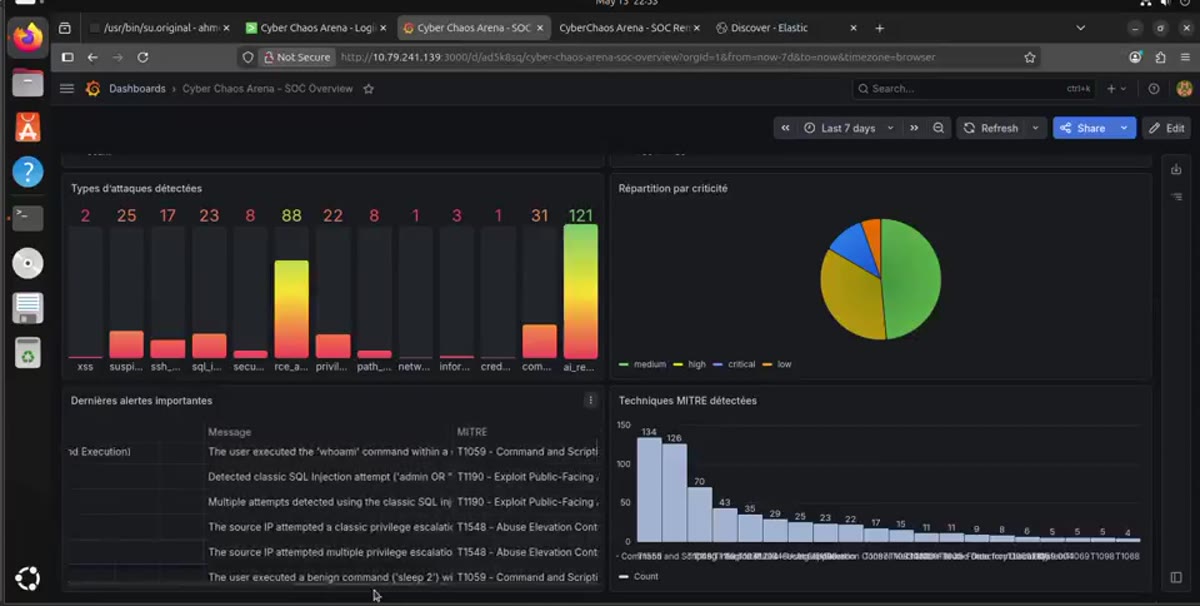 May 13 22:53
/usr/bin/su.original - ahm
Cyber Chaos Arena - Logi
Cyber Chaos Arena - SOC
CyberChaos Arena - SOC Re
Discover - Elastic
Not Secure
http://10.79.241.139:3000/d/ad5k8sq/cyber-chaos-arena-soc-overview?orgId=1&from=now-7d&to=now&timezone=browser
Dashboards › Cyber Chaos Arena - SOC Overview
Search...
ctrl+k
Last 7 days
Refresh
Share
Edit
Types d'attaques détectées
2 25 17 23 8 88 22 8 1 3 1 31 121
xss suspi... ssh_... sql_i... secu... rce_a... privil... path_... netw... infor... cred... com... ai_re...
Répartition par criticité
medium high critical low
Dernières alertes importantes
Message MITRE
nd Execution) The user executed the 'whoami' command within a T1059 - Command and Scripti
Detected classic SQL Injection attempt ('admin OR " T1190 - Exploit Public-Facing
Multiple attempts detected using the classic SQL inj T1190 - Exploit Public-Facing
The source IP attempted a classic privilege escalatic T1548 - Abuse Elevation Cont
The source IP attempted multiple privilege escalatio T1548 - Abuse Elevation Cont
The user executed a benign command ('sleep 2') wi T1059 - Command and Scripti
Techniques MITRE détectées
150
100
50
0
134 126 70 43 35 29 25 23 22 17 15 11 11 9 8 6 5 5 5 4
T1098 T1068
Count